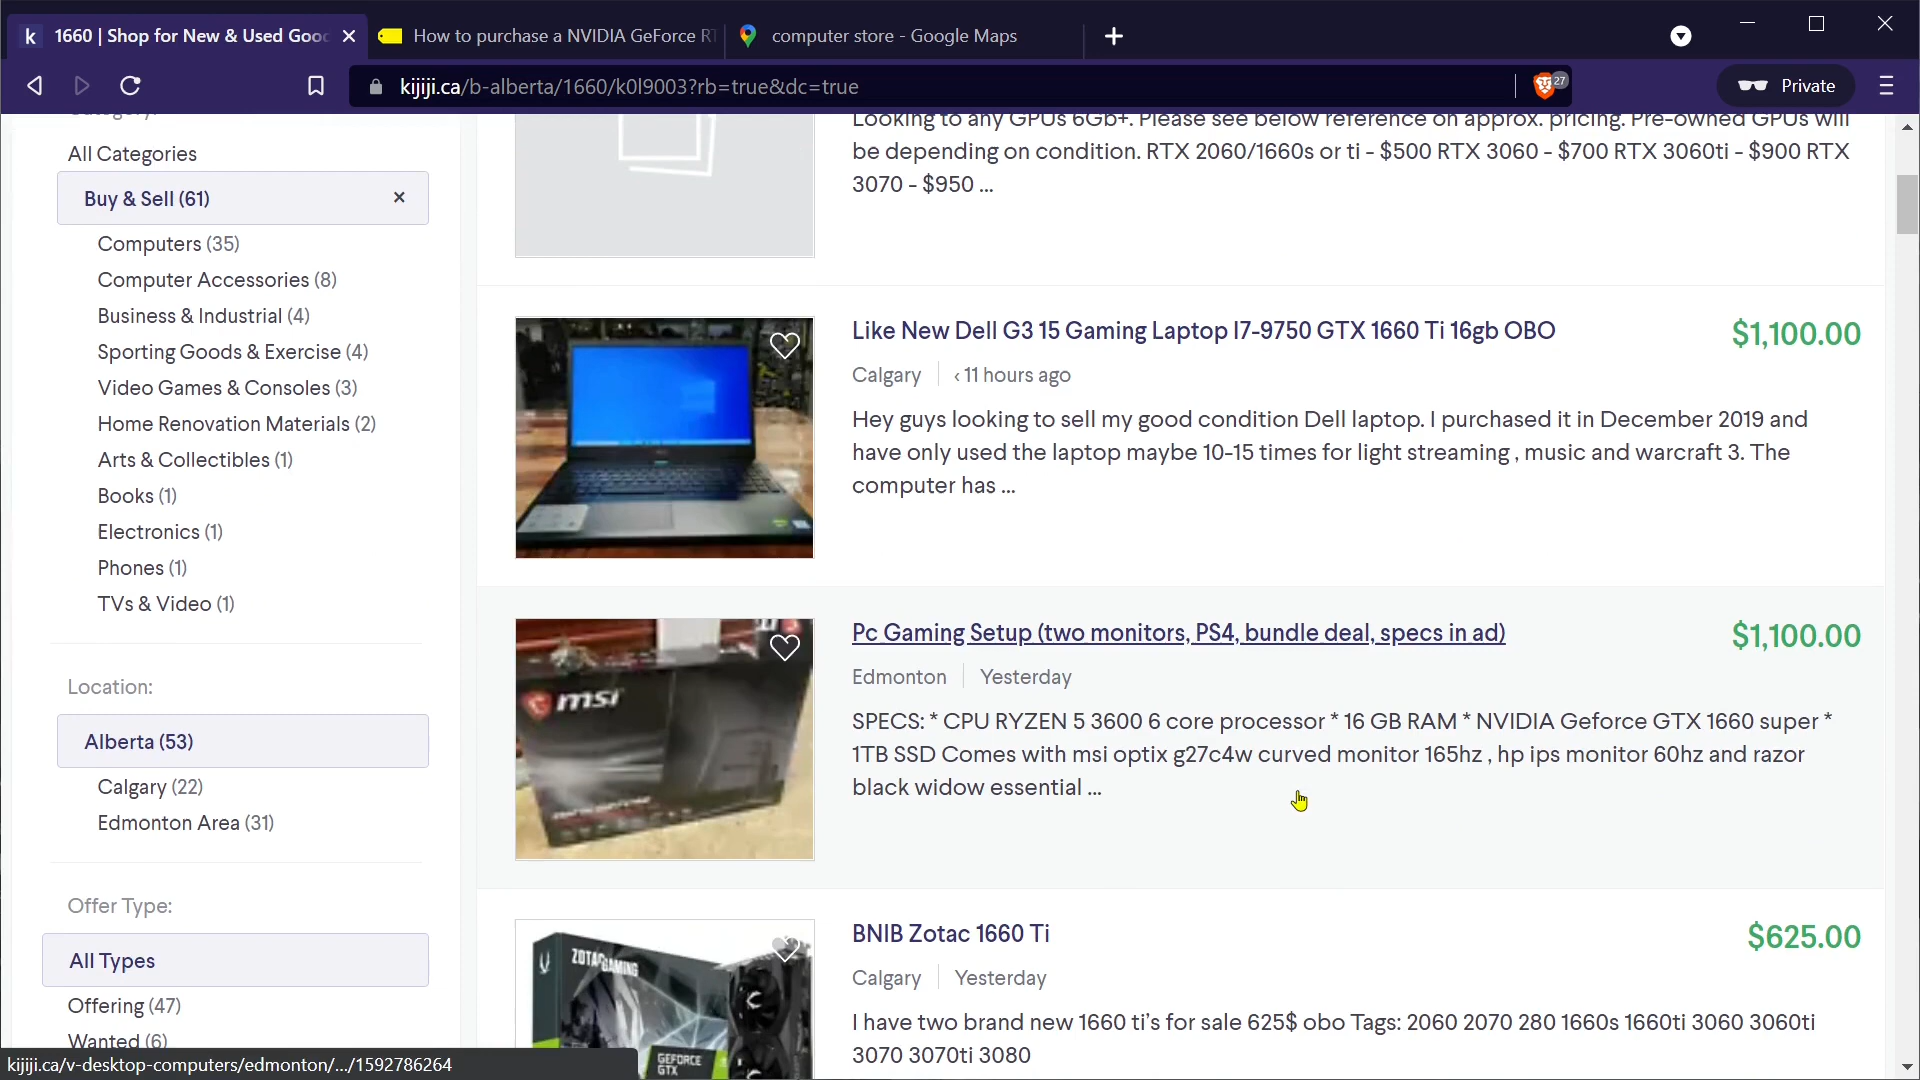 k 1660 | Shop for New & Used Goo
How to purchase a NVIDIA GeForce RT
computer store - Google Maps
kijiji.ca/b-alberta/1660/k0l9003?rb=true&dc=true
27
Private
Category:
All Categories
Buy & Sell (61)
Computers (35)
Computer Accessories (8)
Business & Industrial (4)
Sporting Goods & Exercise (4)
Video Games & Consoles (3)
Home Renovation Materials (2)
Arts & Collectibles (1)
Books (1)
Electronics (1)
Phones (1)
TVs & Video (1)
Location:
Alberta (53)
Calgary (22)
Edmonton Area (31)
Offer Type:
All Types
Offering (47)
Wanted (6)
Looking to any GPUs 6Gb+. Please see below reference on approx. pricing. Pre-owned GPUs will
be depending on condition. RTX 2060/1660s or ti - $500 RTX 3060 - $700 RTX 3060ti - $900 RTX
3070 - $950 ...
Like New Dell G3 15 Gaming Laptop I7-9750 GTX 1660 Ti 16gb OBO
$1,100.00
Calgary
< 11 hours ago
Hey guys looking to sell my good condition Dell laptop. I purchased it in December 2019 and
have only used the laptop maybe 10-15 times for light streaming , music and warcraft 3. The
computer has ...
msi
Pc Gaming Setup (two monitors, PS4, bundle deal, specs in ad)
$1,100.00
Edmonton
Yesterday
SPECS: * CPU RYZEN 5 3600 6 core processor * 16 GB RAM * NVIDIA Geforce GTX 1660 super *
1TB SSD Comes with msi optix g27c4w curved monitor 165hz , hp ips monitor 60hz and razor
black widow essential ...
ZOTAC GAMING
GEFORCE
GTX
BNIB Zotac 1660 Ti
$625.00
Calgary
Yesterday
I have two brand new 1660 ti's for sale 625$ obo Tags: 2060 2070 280 1660s 1660ti 3060 3060ti
3070 3070ti 3080
kijiji.ca/v-desktop-computers/edmonton/.../1592786264